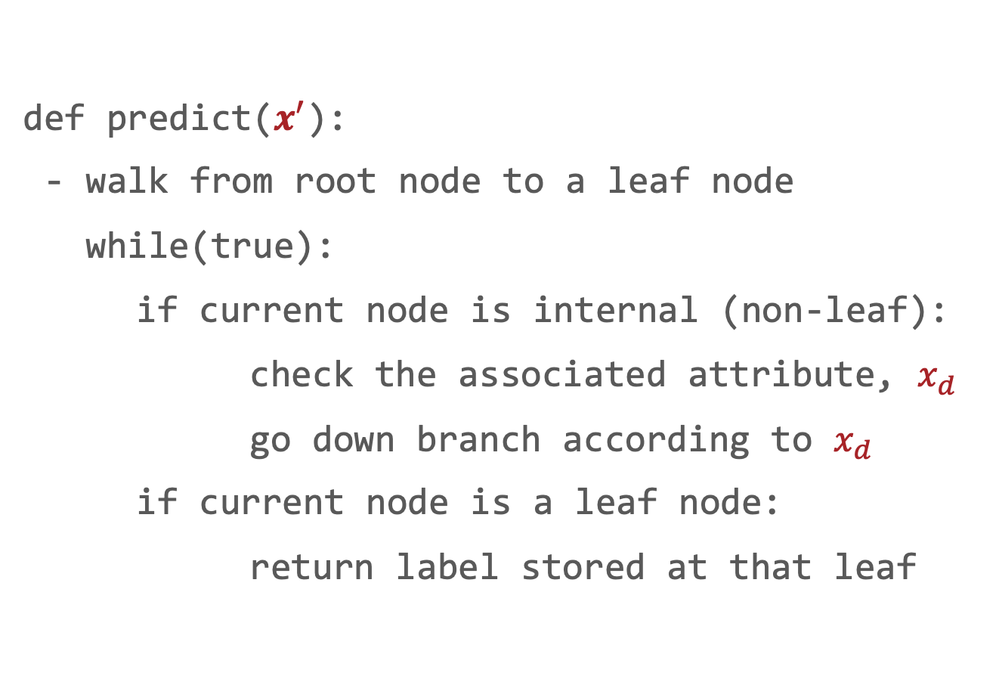 def predict(𝒙′):
- walk from root node to a leaf node
while(true):
if current node is internal (non-leaf):
check the associated attribute, x_d
go down branch according to x_d
if current node is a leaf node:
return label stored at that leaf